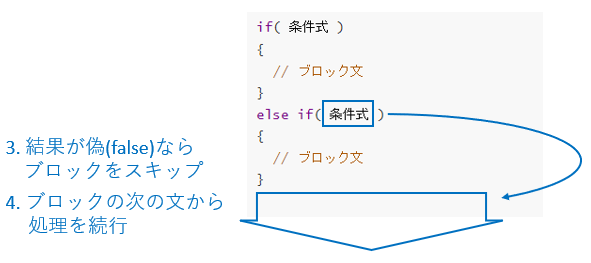 if( 条件式 )
{
// ブロック文
}
else if( 条件式 )
{
// ブロック文
}
3. 結果が偽(false)なら
ブロックをスキップ
4. ブロックの次の文から
処理を続行